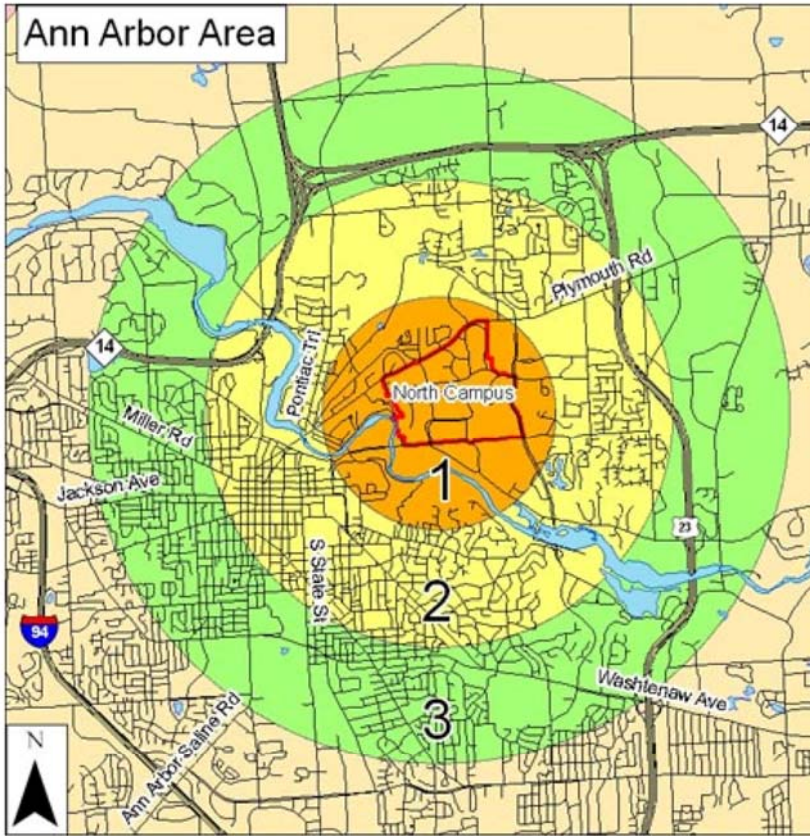 Ann Arbor Area
14
Plymouth Rd
14
Pontiac Trl
North Campus
Miller Rd
1
Jackson Ave
23
S State St
2
94
Washtenaw Ave
3
Ann Arbor-Saline Rd
N